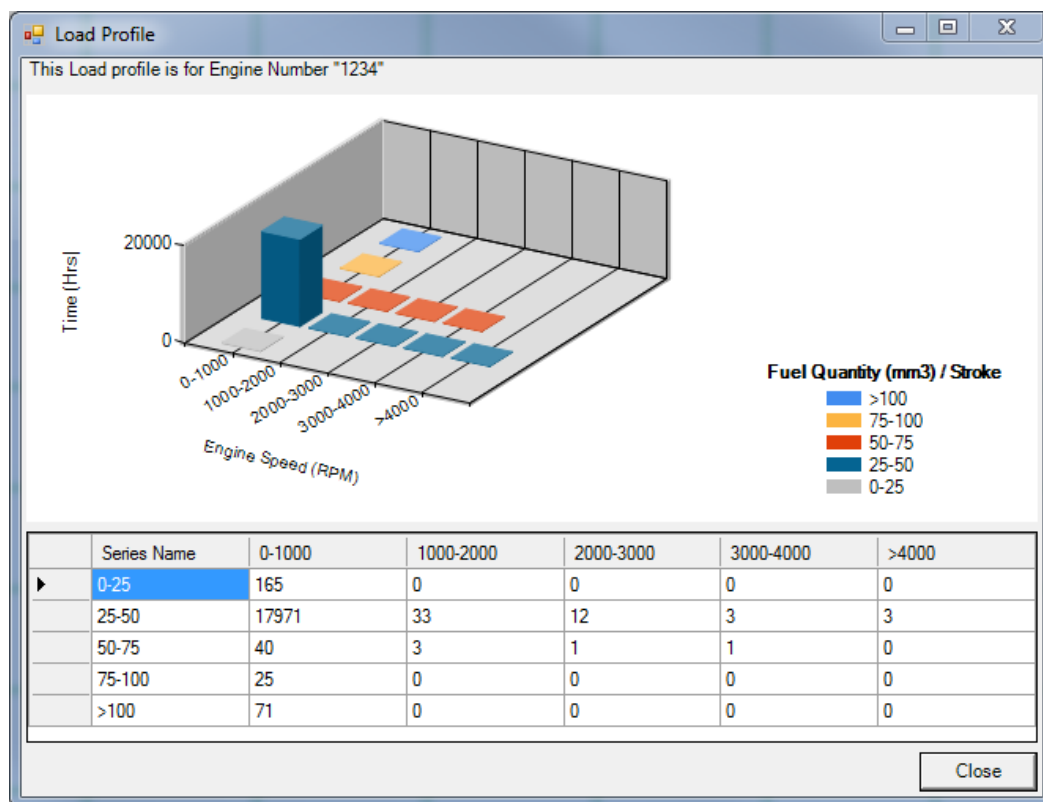 Load Profile
This Load profile is for Engine Number "1234"
20000
0
Time (Hrs)
0-1000
1000-2000
2000-3000
3000-4000
>4000
Engine Speed (RPM)
Fuel Quantity (mm3) / Stroke
>100
75-100
50-75
25-50
0-25
Series Name 0-1000 1000-2000 2000-3000 3000-4000 >4000
0-25 165 0 0 0 0
25-50 17971 33 12 3 3
50-75 40 3 1 1 0
75-100 25 0 0 0 0
>100 71 0 0 0 0
Close